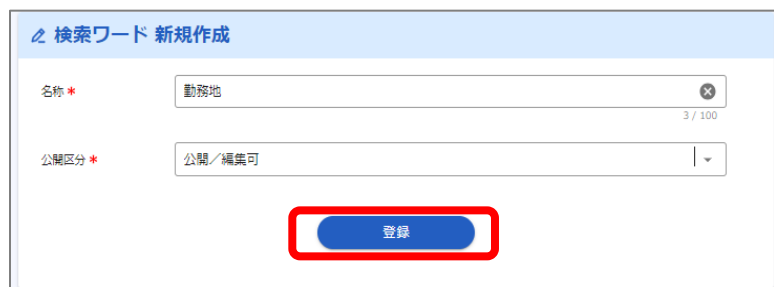 検索ワード 新規作成
名称 *
勤務地
3 / 100
公開区分 *
公開／編集可
登録